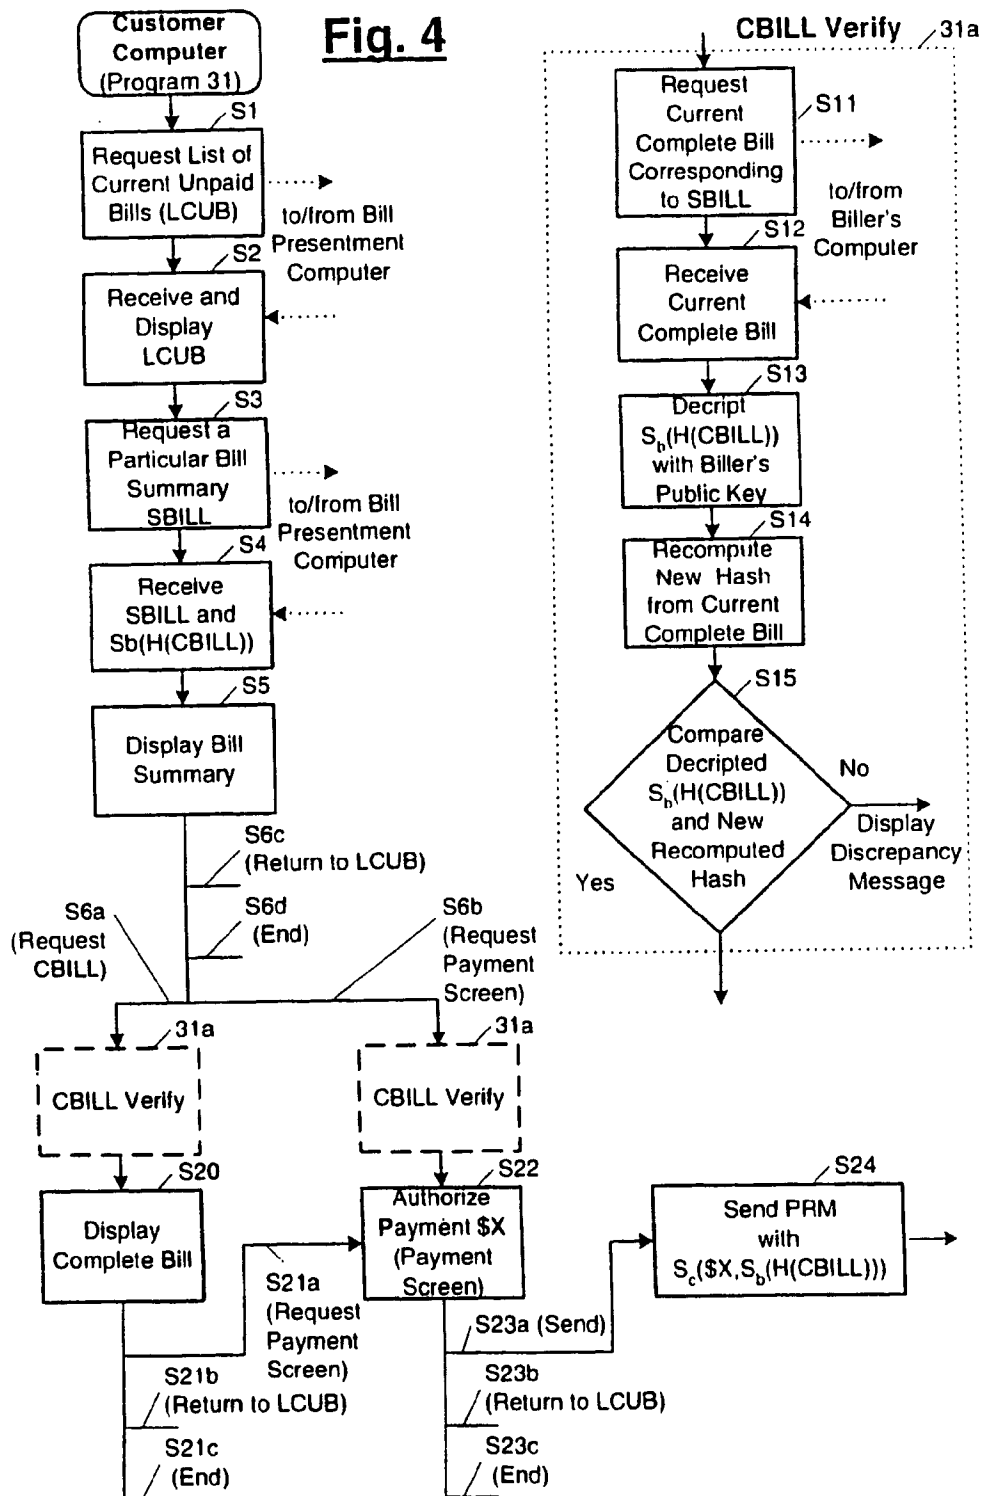 Fig. 4
Customer
Computer
(Program 31)
S1
Request List of
Current Unpaid
Bills (LCUB)
to/from Bill
Presentment
Computer
S2
Receive and
Display
LCUB
S3
Request a
Particular Bill
Summary
SBILL
to/from Bill
Presentment
Computer
S4
Receive
SBILL and
Sb(H(CBILL))
S5
Display Bill
Summary
S6c
(Return to LCUB)
S6d
(End)
S6a
(Request
CBILL)
S6b
(Request
Payment
Screen)
31a
CBILL Verify
31a
CBILL Verify
S20
Display
Complete Bill
S21a
(Request
Payment
Screen)
S21b
(Return to LCUB)
S21c
(End)
S22
Authorize
Payment $X
(Payment
Screen)
S23a (Send)
S23b
(Return to LCUB)
S23c
(End)
S24
Send PRM
with
Sc($X,Sb(H(CBILL)))
CBILL Verify
31a
Request
Current
Complete Bill
Corresponding
to SBILL
S11
to/from
Biller's
Computer
S12
Receive
Current
Complete Bill
S13
Decript
Sb(H(CBILL))
with Biller's
Public Key
S14
Recompute
New Hash
from Current
Complete Bill
S15
Compare
Decripted
Sb(H(CBILL))
and New
Recomputed
Hash
No
Display
Discrepancy
Message
Yes